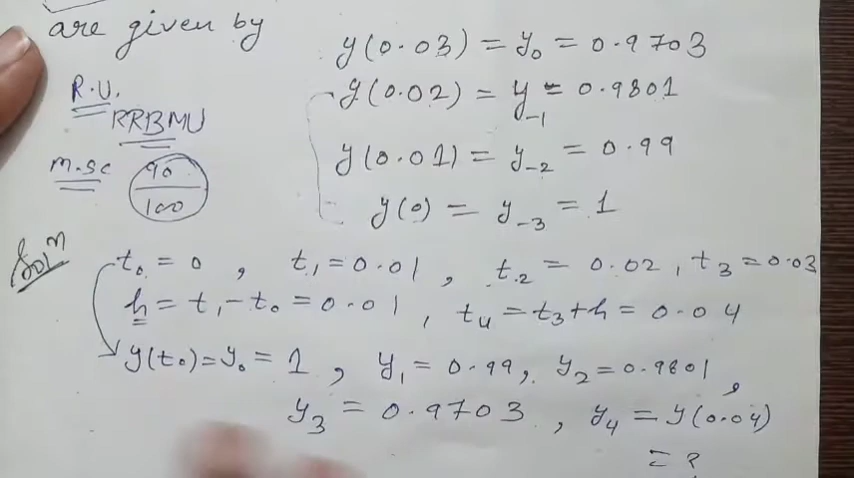 are given by
y(0.03) = y₀ = 0.9703
R.U.
y(0.02) = y₋₁ = 0.9801
RRBMU
y(0.01) = y₋₂ = 0.99
M.Sc
90/100
y(0) = y₋₃ = 1
Solⁿ
t₀ = 0 , t₁ = 0.01 , t₂ = 0.02 , t₃ = 0.03
h = t₁ - t₀ = 0.01 , t₄ = t₃ + h = 0.04
y(t₀) = y₀ = 1 , y₁ = 0.99 , y₂ = 0.9801 ,
y₃ = 0.9703 , y₄ = y(0.04)
= ?